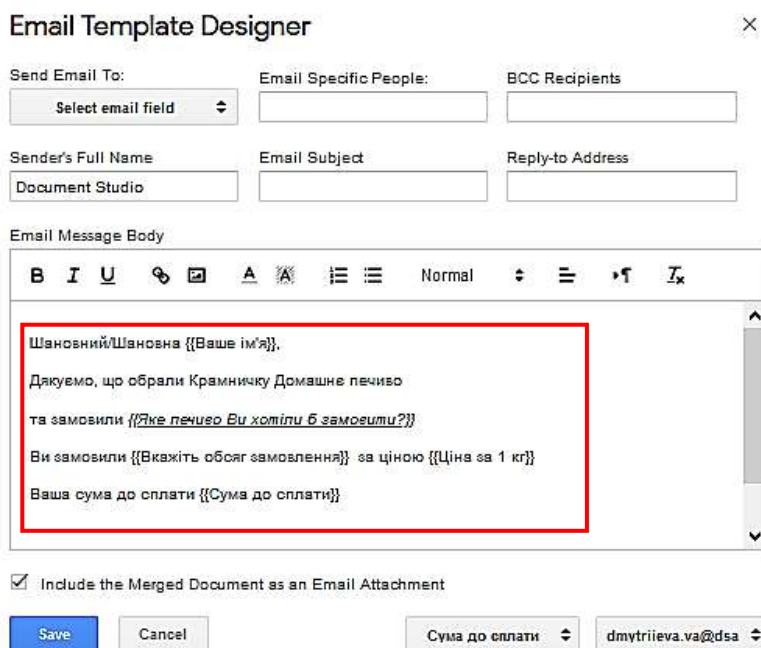 Email Template Designer
Send Email To: Email Specific People: BCC Recipients
Select email field
Sender's Full Name Email Subject Reply-to Address
Document Studio
Email Message Body
B I U A A Normal
Шановний/Шановна {{Ваше ім'я}},
Дякуємо, що обрали Крамничку Домашнє печиво
та замовили {{Яке печиво Ви хотіли б замовити?}}
Ви замовили {{Вкажіть обсяг замовлення}} за ціною {{Ціна за 1 кг}}
Ваша сума до сплати {{Сума до сплати}}
Include the Merged Document as an Email Attachment
Save Cancel Сума до сплати dmytriieva.va@dsa